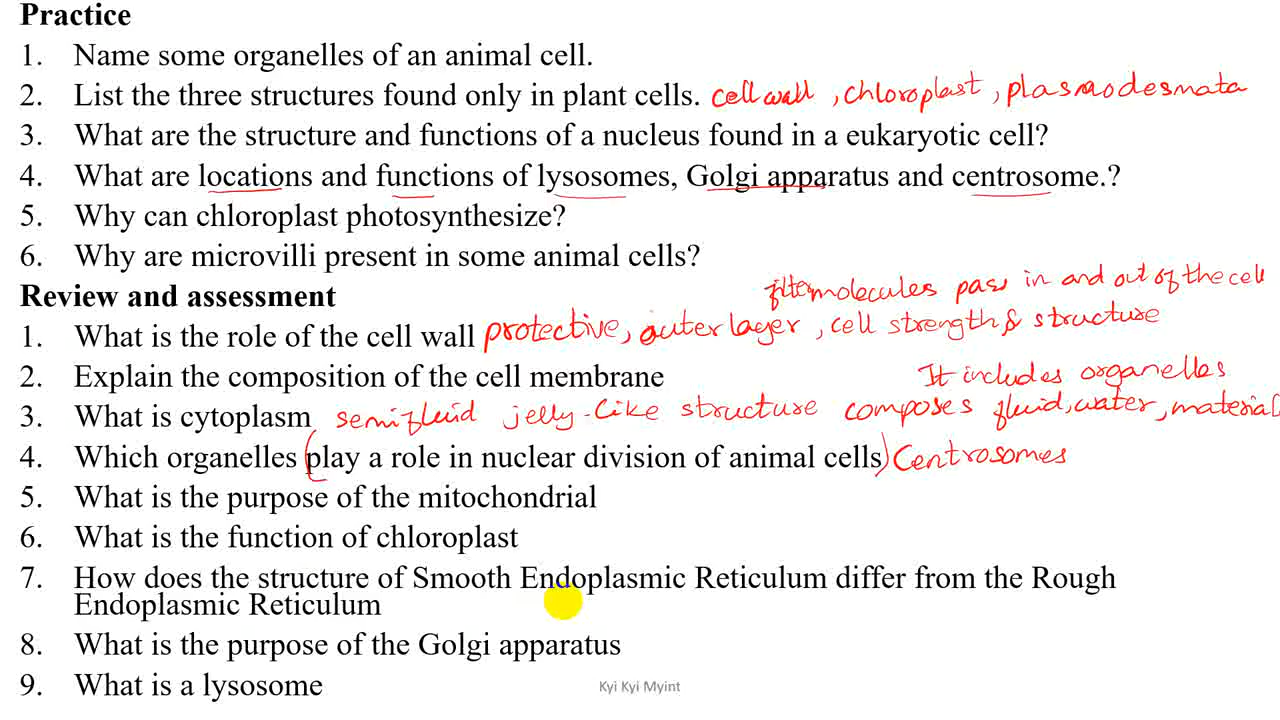 Practice
1. Name some organelles of an animal cell.
2. List the three structures found only in plant cells. cell wall, chloroplast, plasmodesmata
3. What are the structure and functions of a nucleus found in a eukaryotic cell?
4. What are locations and functions of lysosomes, Golgi apparatus and centrosome.?
5. Why can chloroplast photosynthesize?
6. Why are microvilli present in some animal cells?
filter molecules pass in and out of the cell
Review and assessment
1. What is the role of the cell wall protective, outer layer, cell strength & structure
2. Explain the composition of the cell membrane It includes organelles
3. What is cytoplasm semifluid jelly-like structure composes fluid, water, material
4. Which organelles (play a role in nuclear division of animal cells) Centrosomes
5. What is the purpose of the mitochondrial
6. What is the function of chloroplast
7. How does the structure of Smooth Endoplasmic Reticulum differ from the Rough
Endoplasmic Reticulum
8. What is the purpose of the Golgi apparatus
9. What is a lysosome
Kyi Kyi Myint